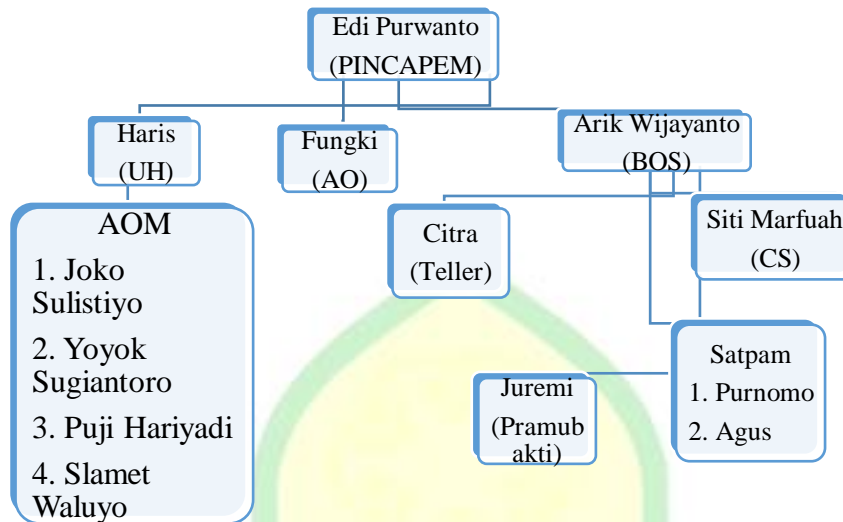 Edi Purwanto
(PINCAPEM)
Haris
(UH)
Fungki
(AO)
Arik Wijayanto
(BOS)
AOM
1. Joko
Sulistiyo
2. Yoyok
Sugiantoro
3. Puji Hariyadi
4. Slamet
Waluyo
Citra
(Teller)
Siti Marfuah
(CS)
Juremi
(Pramub
akti)
Satpam
1. Purnomo
2. Agus